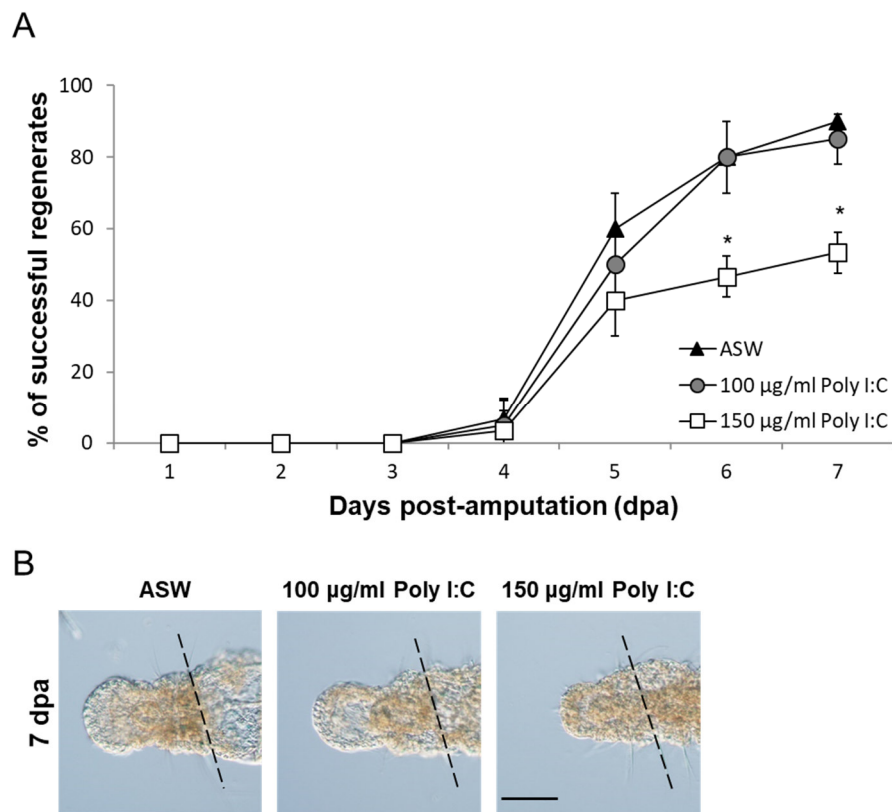 A
% of successful regenerates
100
80
60
40
20
0
1 2 3 4 5 6 7
Days post-amputation (dpa)
*
*
ASW
100 µg/ml Poly I:C
150 µg/ml Poly I:C
B
ASW 100 µg/ml Poly I:C 150 µg/ml Poly I:C
7 dpa